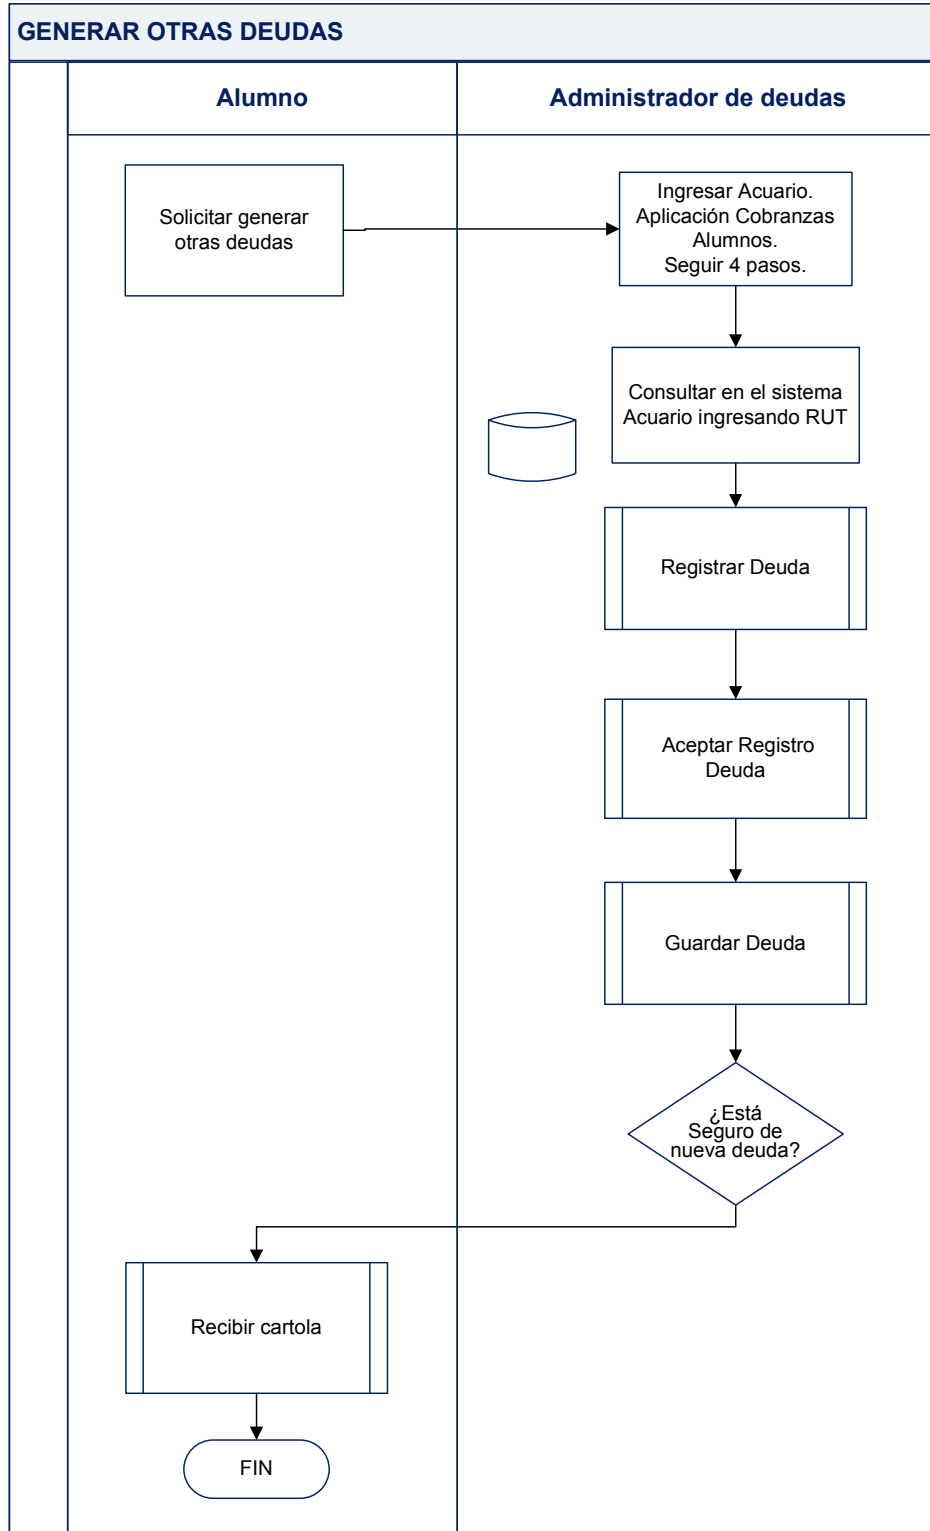 GENERAR OTRAS DEUDAS
Alumno
Administrador de deudas
Solicitar generar
otras deudas
Ingresar Acuario.
Aplicación Cobranzas
Alumnos.
Seguir 4 pasos.
Consultar en el sistema
Acuario ingresando RUT
Registrar Deuda
Aceptar Registro
Deuda
Guardar Deuda
¿Está
Seguro de
nueva deuda?
Recibir cartola
FIN